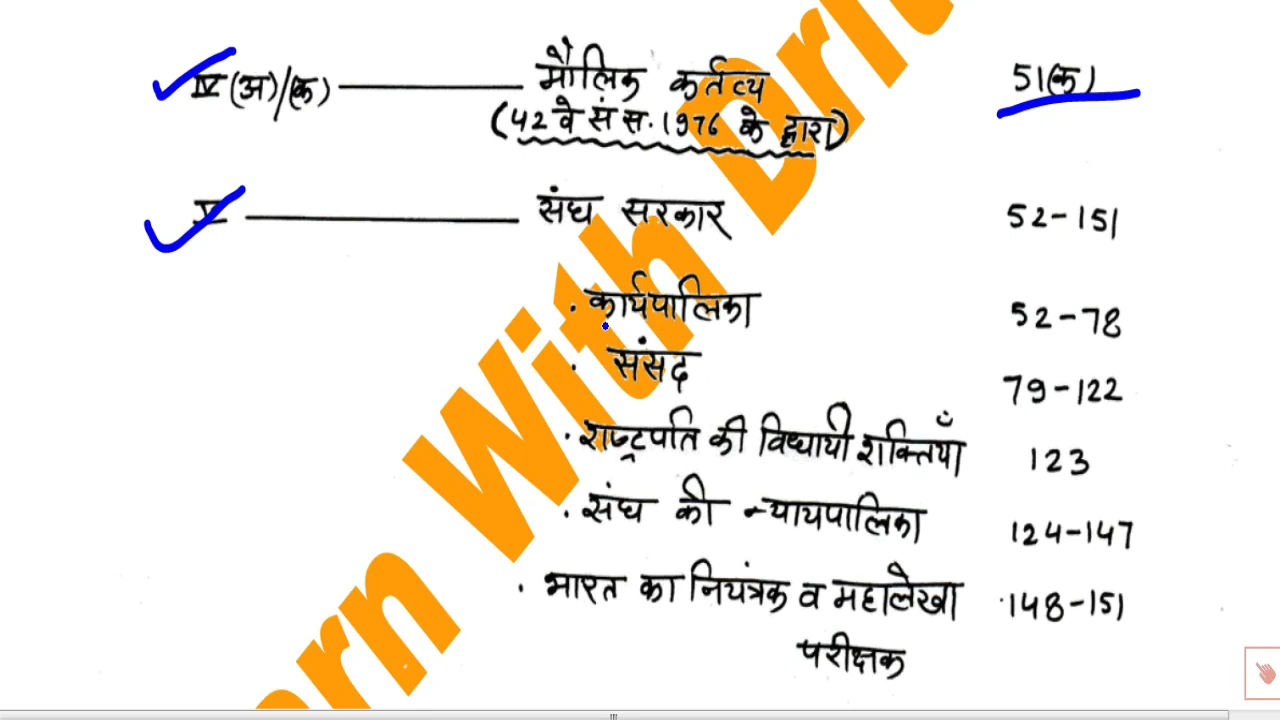 IV(अ)/(क) मौलिक कर्तव्य 51(क)
(42 वे सं स. 1976 के द्वारा)
V संघ सरकार 52-151
. कार्यपालिका 52-78
. संसद 79-122
. राष्ट्रपति की विधायी शक्तियाँ 123
. संघ की न्यायपालिका 124-147
. भारत का नियंत्रक व महालेखा 148-151
परीक्षक
rn With Dri